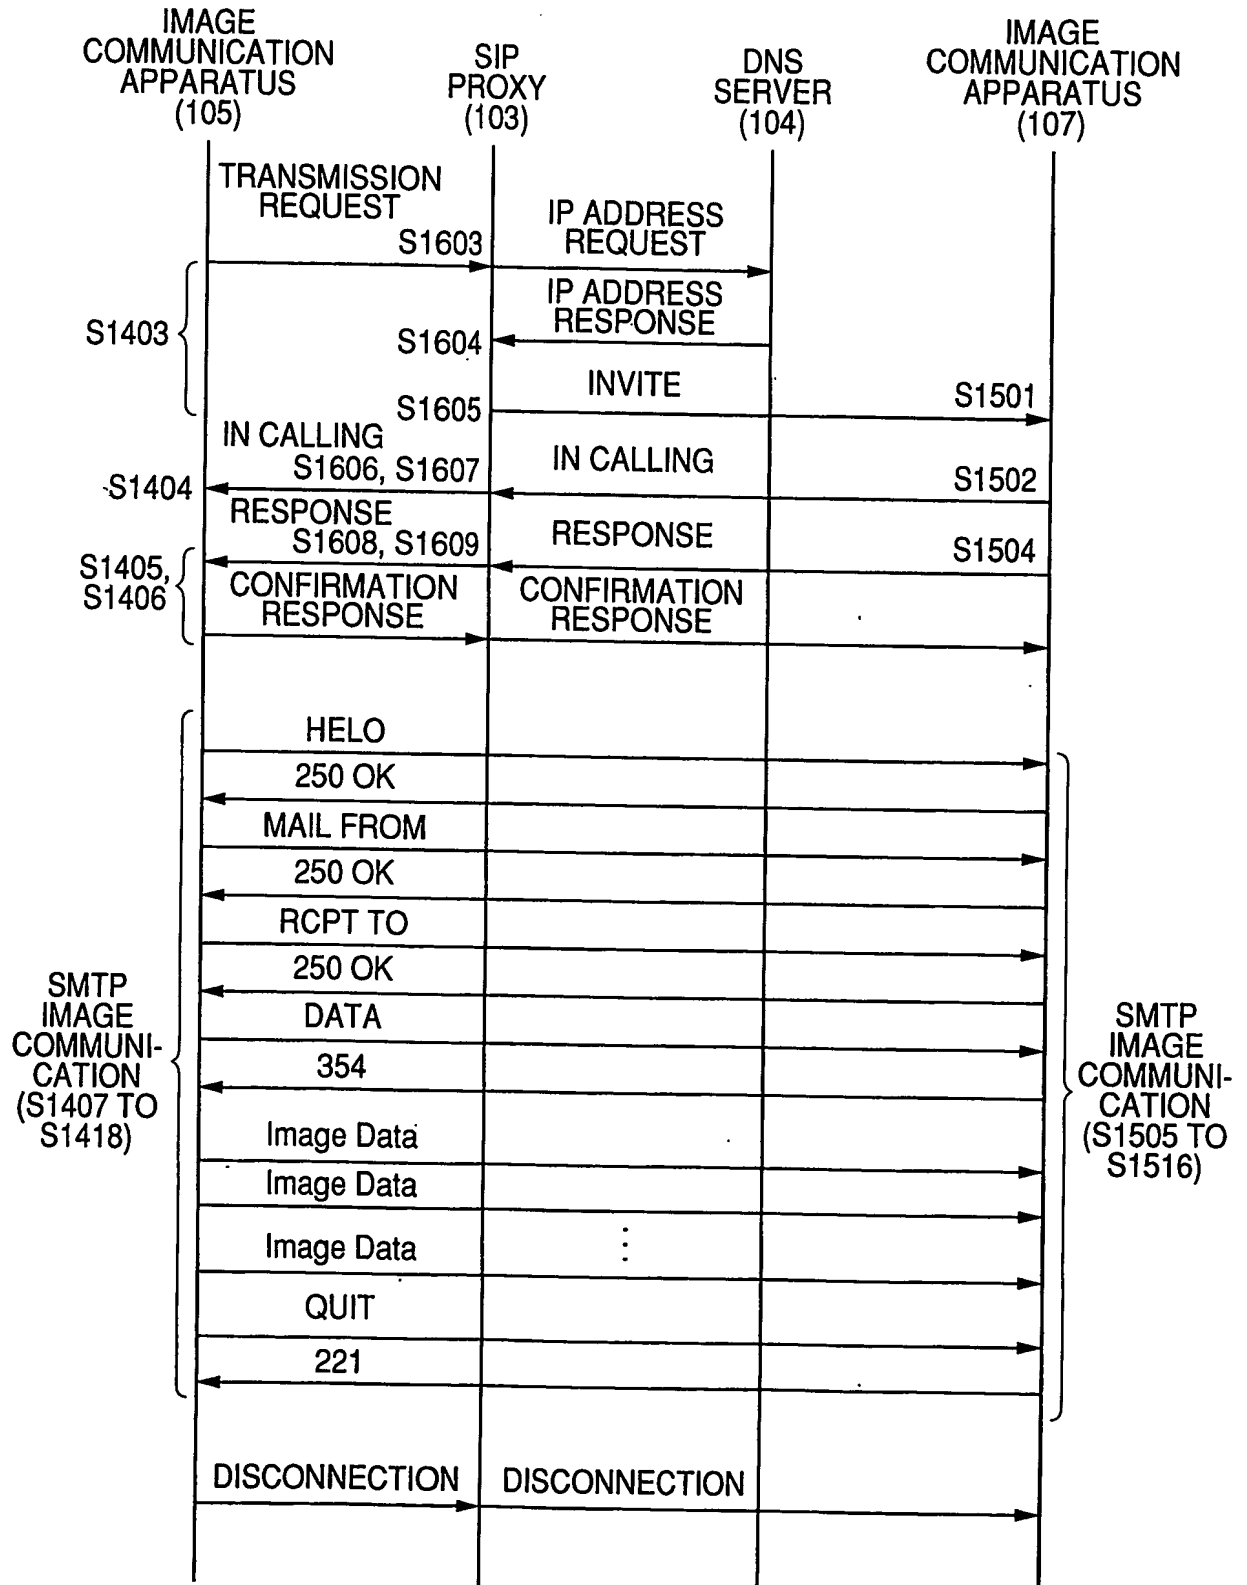 IMAGE
COMMUNICATION
APPARATUS
(105)
SIP
PROXY
(103)
DNS
SERVER
(104)
IMAGE
COMMUNICATION
APPARATUS
(107)
TRANSMISSION
REQUEST
S1603
IP ADDRESS
REQUEST
S1403
IP ADDRESS
RESPONSE
S1604
INVITE
S1605
S1501
IN CALLING
S1606, S1607
IN CALLING
S1404
S1502
RESPONSE
S1608, S1609
RESPONSE
S1504
S1405,
S1406
CONFIRMATION
RESPONSE
CONFIRMATION
RESPONSE
HELO
250 OK
MAIL FROM
250 OK
RCPT TO
250 OK
DATA
354
SMTP
IMAGE
COMMUNI-
CATION
(S1407 TO
S1418)
SMTP
IMAGE
COMMUNI-
CATION
(S1505 TO
S1516)
Image Data
Image Data
Image Data
⋮
QUIT
221
DISCONNECTION
DISCONNECTION